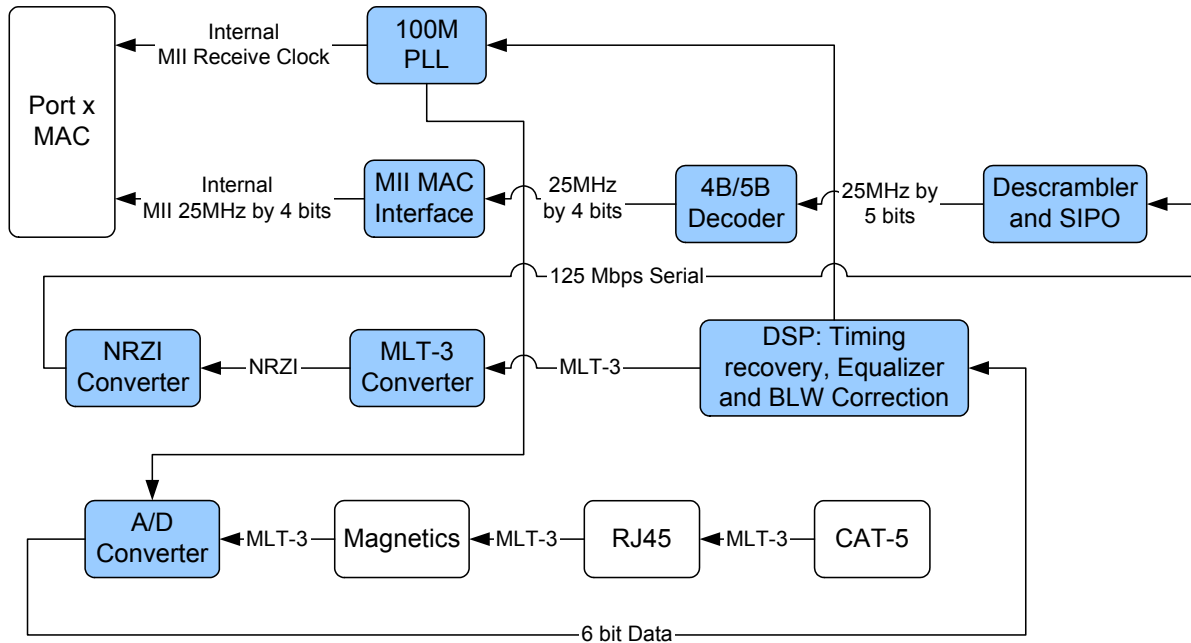 Port x
MAC
Internal
MII Receive Clock
100M
PLL
Internal
MII 25MHz by 4 bits
MII MAC
Interface
25MHz
by 4 bits
4B/5B
Decoder
25MHz by
5 bits
Descrambler
and SIPO
125 Mbps Serial
NRZI
Converter
NRZI
MLT-3
Converter
MLT-3
DSP: Timing
recovery, Equalizer
and BLW Correction
A/D
Converter
MLT-3
Magnetics
MLT-3
RJ45
MLT-3
CAT-5
6 bit Data